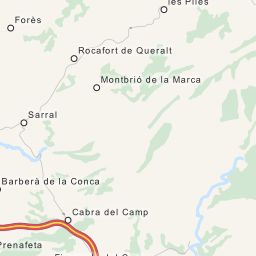 les Piles
Forès
Rocafort de Queralt
Montbrió de la Marca
Sarral
Barberà de la Conca
Cabra del Camp
Prenafeta